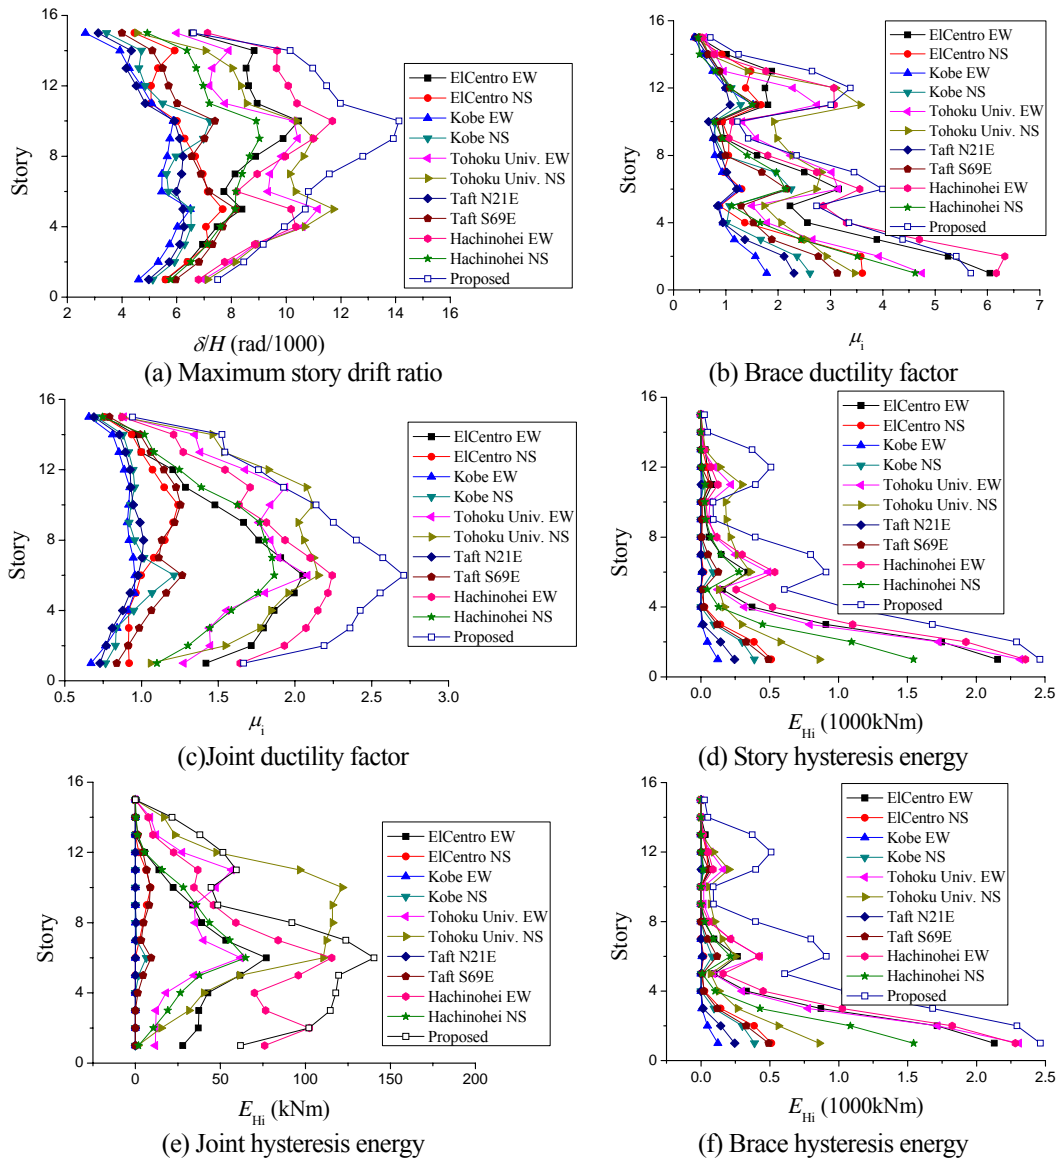 16
14
12
10
8
6
4
2
0
Story
2 4 6 8 10 12 14 16
δ/H (rad/1000)
ElCentro EW
ElCentro NS
Kobe EW
Kobe NS
Tohoku Univ. EW
Tohoku Univ. NS
Taft N21E
Taft S69E
Hachinohei EW
Hachinohei NS
Proposed
(a) Maximum story drift ratio
16
12
8
4
0
Story
0 1 2 3 4 5 6 7
μi
ElCentro EW
ElCentro NS
Kobe EW
Kobe NS
Tohoku Univ. EW
Tohoku Univ. NS
Taft N21E
Taft S69E
Hachinohei EW
Hachinohei NS
Proposed
(b) Brace ductility factor
16
12
8
4
0
Story
0.5 1.0 1.5 2.0 2.5 3.0
μi
ElCentro EW
ElCentro NS
Kobe EW
Kobe NS
Tohoku Univ. EW
Tohoku Univ. NS
Taft N21E
Taft S69E
Hachinohei EW
Hachinohei NS
Proposed
(c)Joint ductility factor
16
12
8
4
0
Story
0.0 0.5 1.0 1.5 2.0 2.5
EHi (1000kNm)
ElCentro EW
ElCentro NS
Kobe EW
Kobe NS
Tohoku Univ. EW
Tohoku Univ. NS
Taft N21E
Taft S69E
Hachinohei EW
Hachinohei NS
Proposed
(d) Story hysteresis energy
16
12
8
4
0
Story
0 50 100 150 200
EHi (kNm)
ElCentro EW
ElCentro NS
Kobe EW
Kobe NS
Tohoku Univ. EW
Tohoku Univ. NS
Taft N21E
Taft S69E
Hachinohei EW
Hachinohei NS
Proposed
(e) Joint hysteresis energy
16
12
8
4
0
Story
0.0 0.5 1.0 1.5 2.0 2.5
EHi (1000kNm)
ElCentro EW
ElCentro NS
Kobe EW
Kobe NS
Tohoku Univ. EW
Tohoku Univ. NS
Taft N21E
Taft S69E
Hachinohei EW
Hachinohei NS
Proposed
(f) Brace hysteresis energy